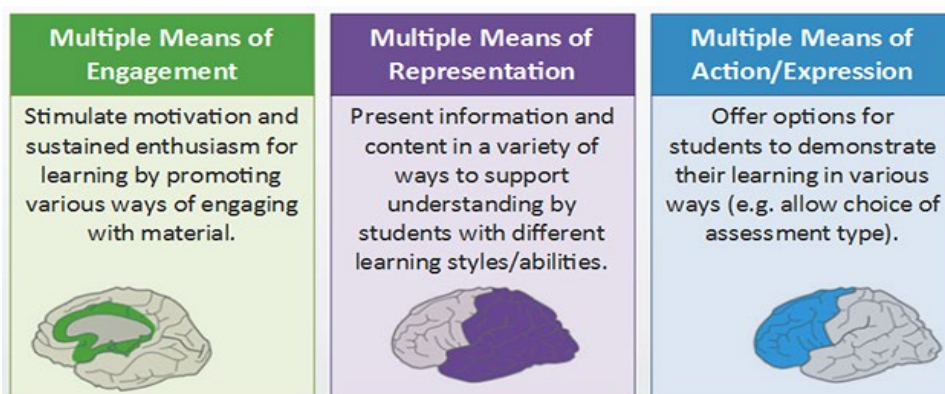 Multiple Means of
Engagement
Stimulate motivation and
sustained enthusiasm for
learning by promoting
various ways of engaging
with material.
Multiple Means of
Representation
Present information and
content in a variety of
ways to support
understanding by
students with different
learning styles/abilities.
Multiple Means of
Action/Expression
Offer options for
students to demonstrate
their learning in various
ways (e.g. allow choice of
assessment type).